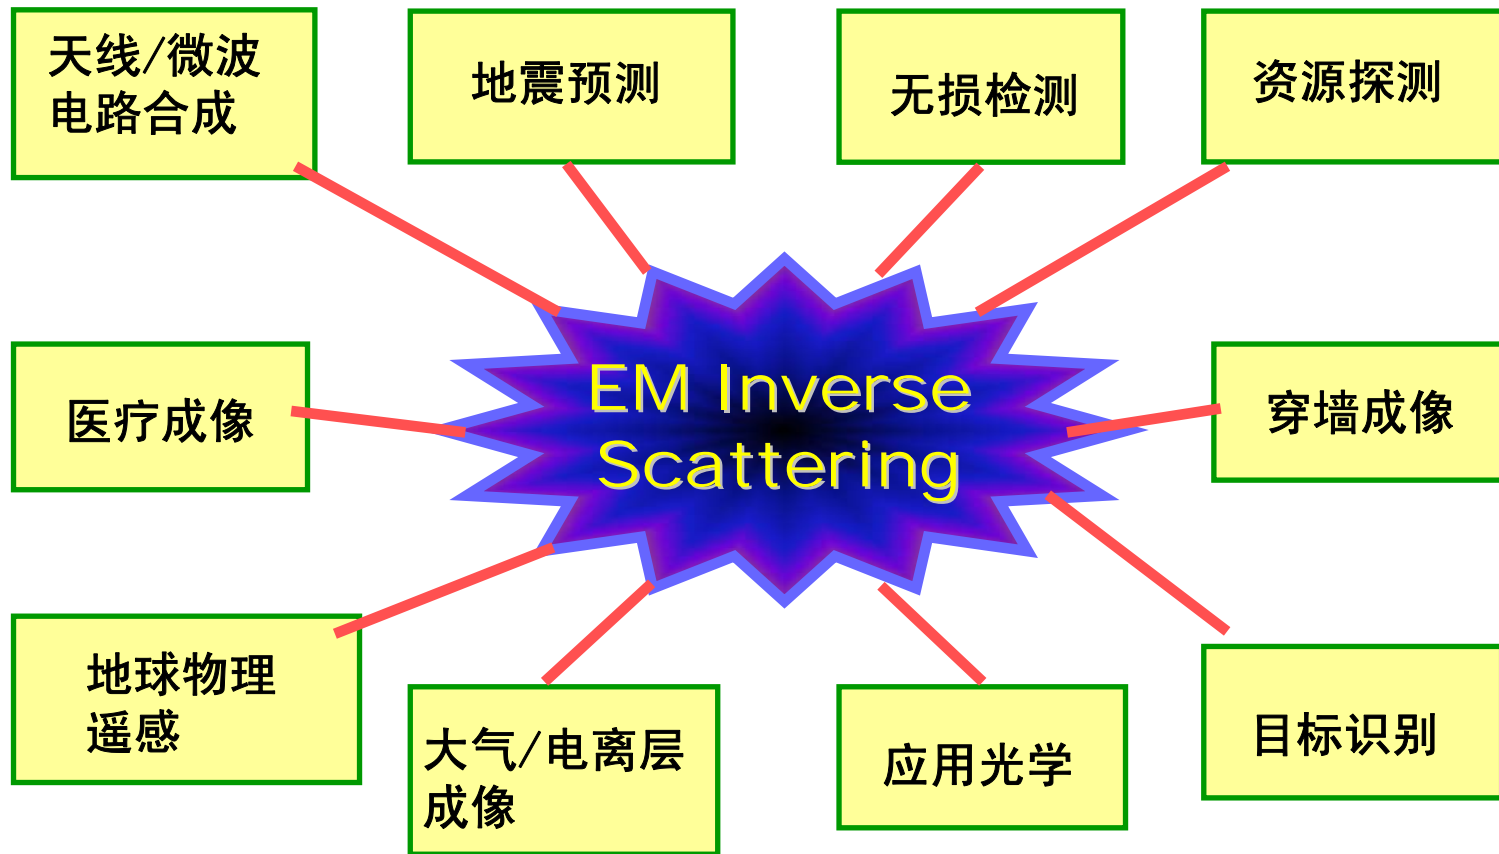 天线/微波
电路合成
地震预测
无损检测
资源探测
EM Inverse
Scattering
医疗成像
穿墙成像
地球物理
遥感
大气/电离层
成像
应用光学
目标识别